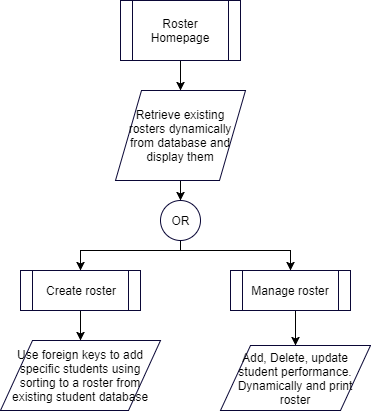 Roster
Homepage
Retrieve existing
rosters dynamically
from database and
display them
OR
Create roster
Manage roster
Use foreign keys to add
specific students using
sorting to a roster from
existing student database
Add, Delete, update
student performance.
Dynamically and print
roster